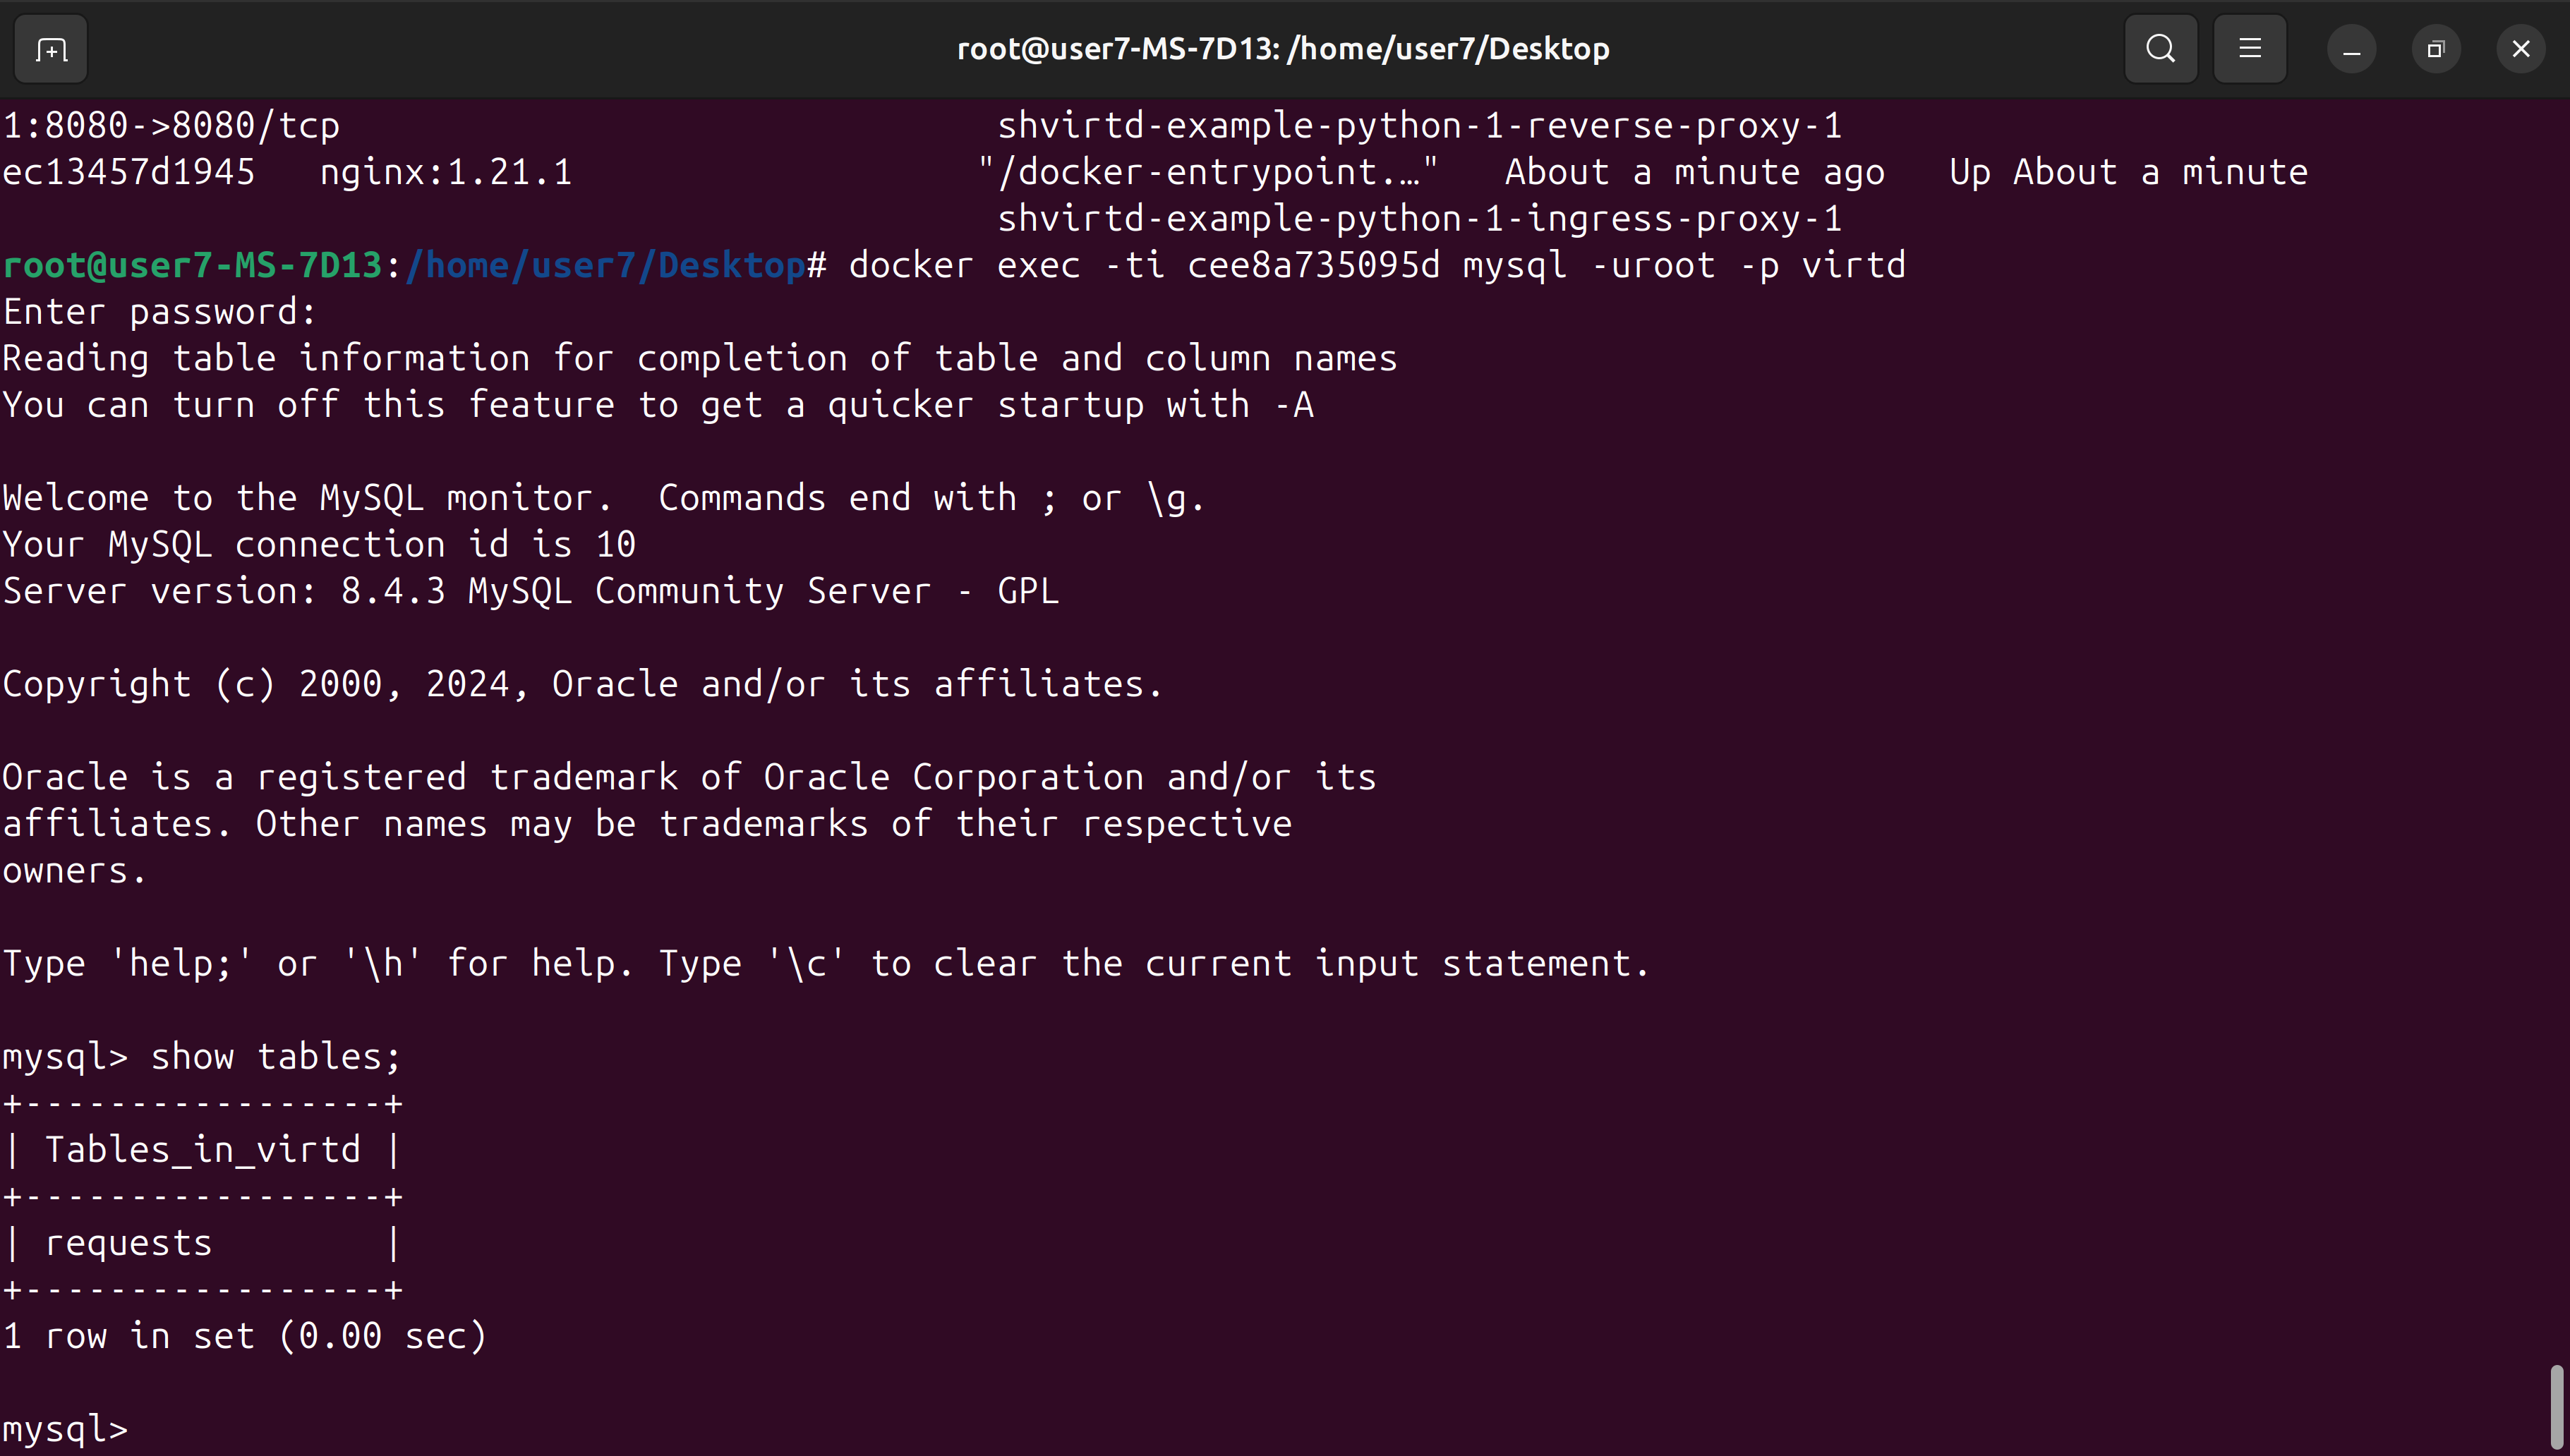 root@user7-MS-7D13: /home/user7/Desktop
1:8080->8080/tcp                               shvirtd-example-python-1-reverse-proxy-1
ec13457d1945   nginx:1.21.1                   "/docker-entrypoint.…"   About a minute ago   Up About a minute
                                               shvirtd-example-python-1-ingress-proxy-1
root@user7-MS-7D13:/home/user7/Desktop# docker exec -ti cee8a735095d mysql -uroot -p virtd
Enter password:
Reading table information for completion of table and column names
You can turn off this feature to get a quicker startup with -A

Welcome to the MySQL monitor.  Commands end with ; or \g.
Your MySQL connection id is 10
Server version: 8.4.3 MySQL Community Server - GPL

Copyright (c) 2000, 2024, Oracle and/or its affiliates.

Oracle is a registered trademark of Oracle Corporation and/or its
affiliates. Other names may be trademarks of their respective
owners.

Type 'help;' or '\h' for help. Type '\c' to clear the current input statement.

mysql> show tables;
+-----------------+
| Tables_in_virtd |
+-----------------+
| requests        |
+-----------------+
1 row in set (0.00 sec)

mysql>